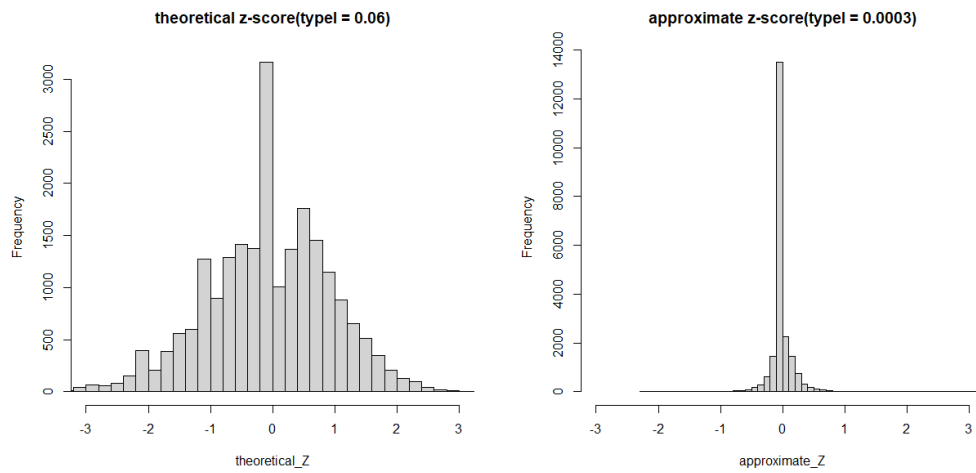 theoretical z-score(typeI = 0.06)
Frequency
3000
2500
2000
1500
1000
500
0
-3 -2 -1 0 1 2 3
theoretical_Z
approximate z-score(typeI = 0.0003)
Frequency
14000
12000
10000
8000
6000
4000
2000
0
-3 -2 -1 0 1 2 3
approximate_Z